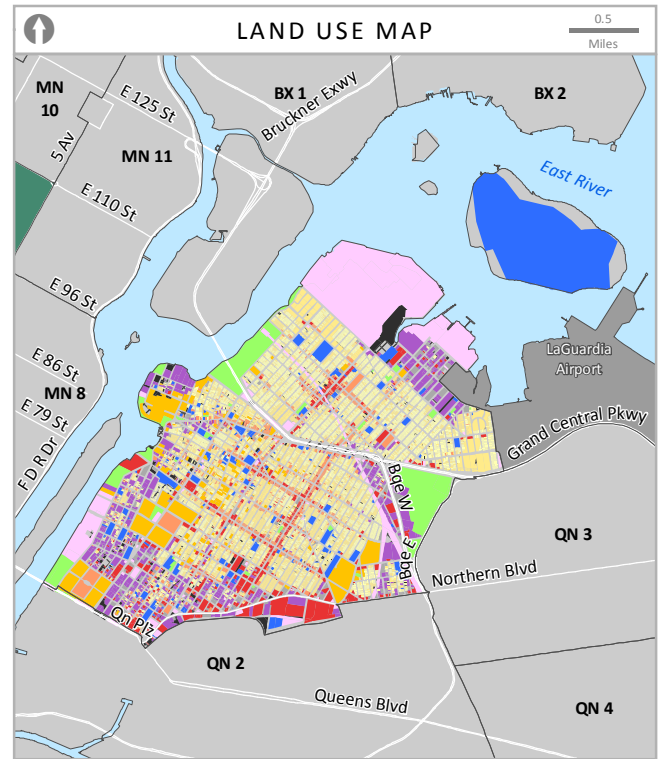 LAND USE MAP
0.5
Miles
MN
10
E 125 St
BX 1
Bruckner Exwy
BX 2
5 Av
MN 11
East River
E 110 St
E 96 St
E 86 St
MN 8
E 79 St
F D R Dr
LaGuardia
Airport
Grand Central Pkwy
Bqe W
Bqe E
QN 3
Northern Blvd
Qn Plz
QN 2
Queens Blvd
QN 4